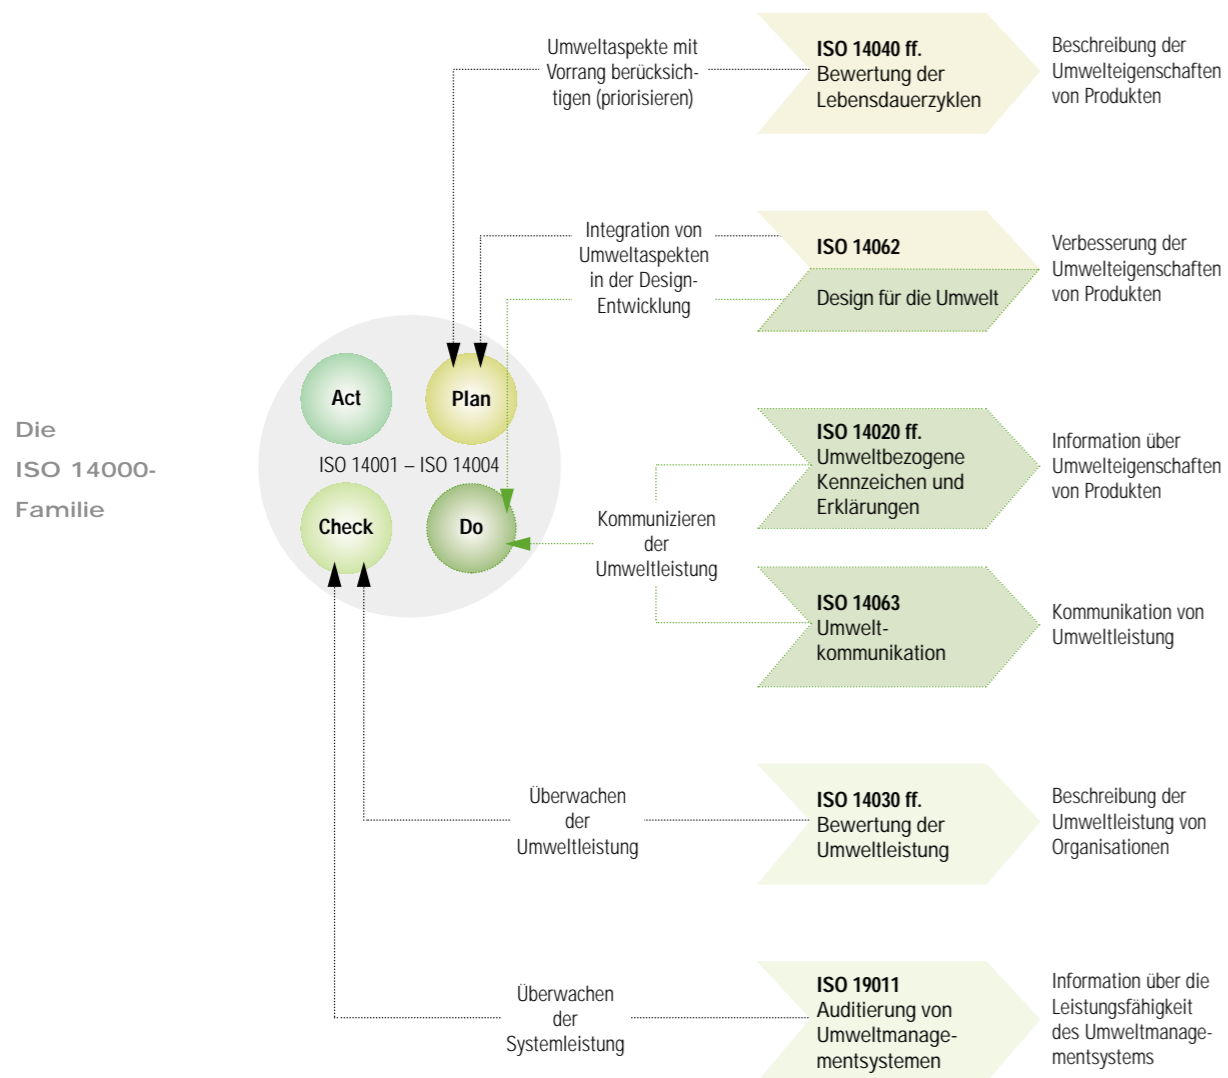 Die
ISO 14000-
Familie
Act
Plan
ISO 14001 – ISO 14004
Check
Do
Umweltaspekte mit
Vorrang berücksich-
tigen (priorisieren)
ISO 14040 ff.
Bewertung der
Lebensdauerzyklen
Beschreibung der
Umwelteigenschaften
von Produkten
Integration von
Umweltaspekten
in der Design-
Entwicklung
ISO 14062
Design für die Umwelt
Verbesserung der
Umwelteigenschaften
von Produkten
Kommunizieren
der
Umweltleistung
ISO 14020 ff.
Umweltbezogene
Kennzeichen und
Erklärungen
Information über
Umwelteigenschaften
von Produkten
ISO 14063
Umwelt-
kommunikation
Kommunikation von
Umweltleistung
Überwachen
der
Umweltleistung
ISO 14030 ff.
Bewertung der
Umweltleistung
Beschreibung der
Umweltleistung von
Organisationen
Überwachen
der
Systemleistung
ISO 19011
Auditierung von
Umweltmanage-
mentsystemen
Information über die
Leistungsfähigkeit
des Umweltmanage-
mentsystems